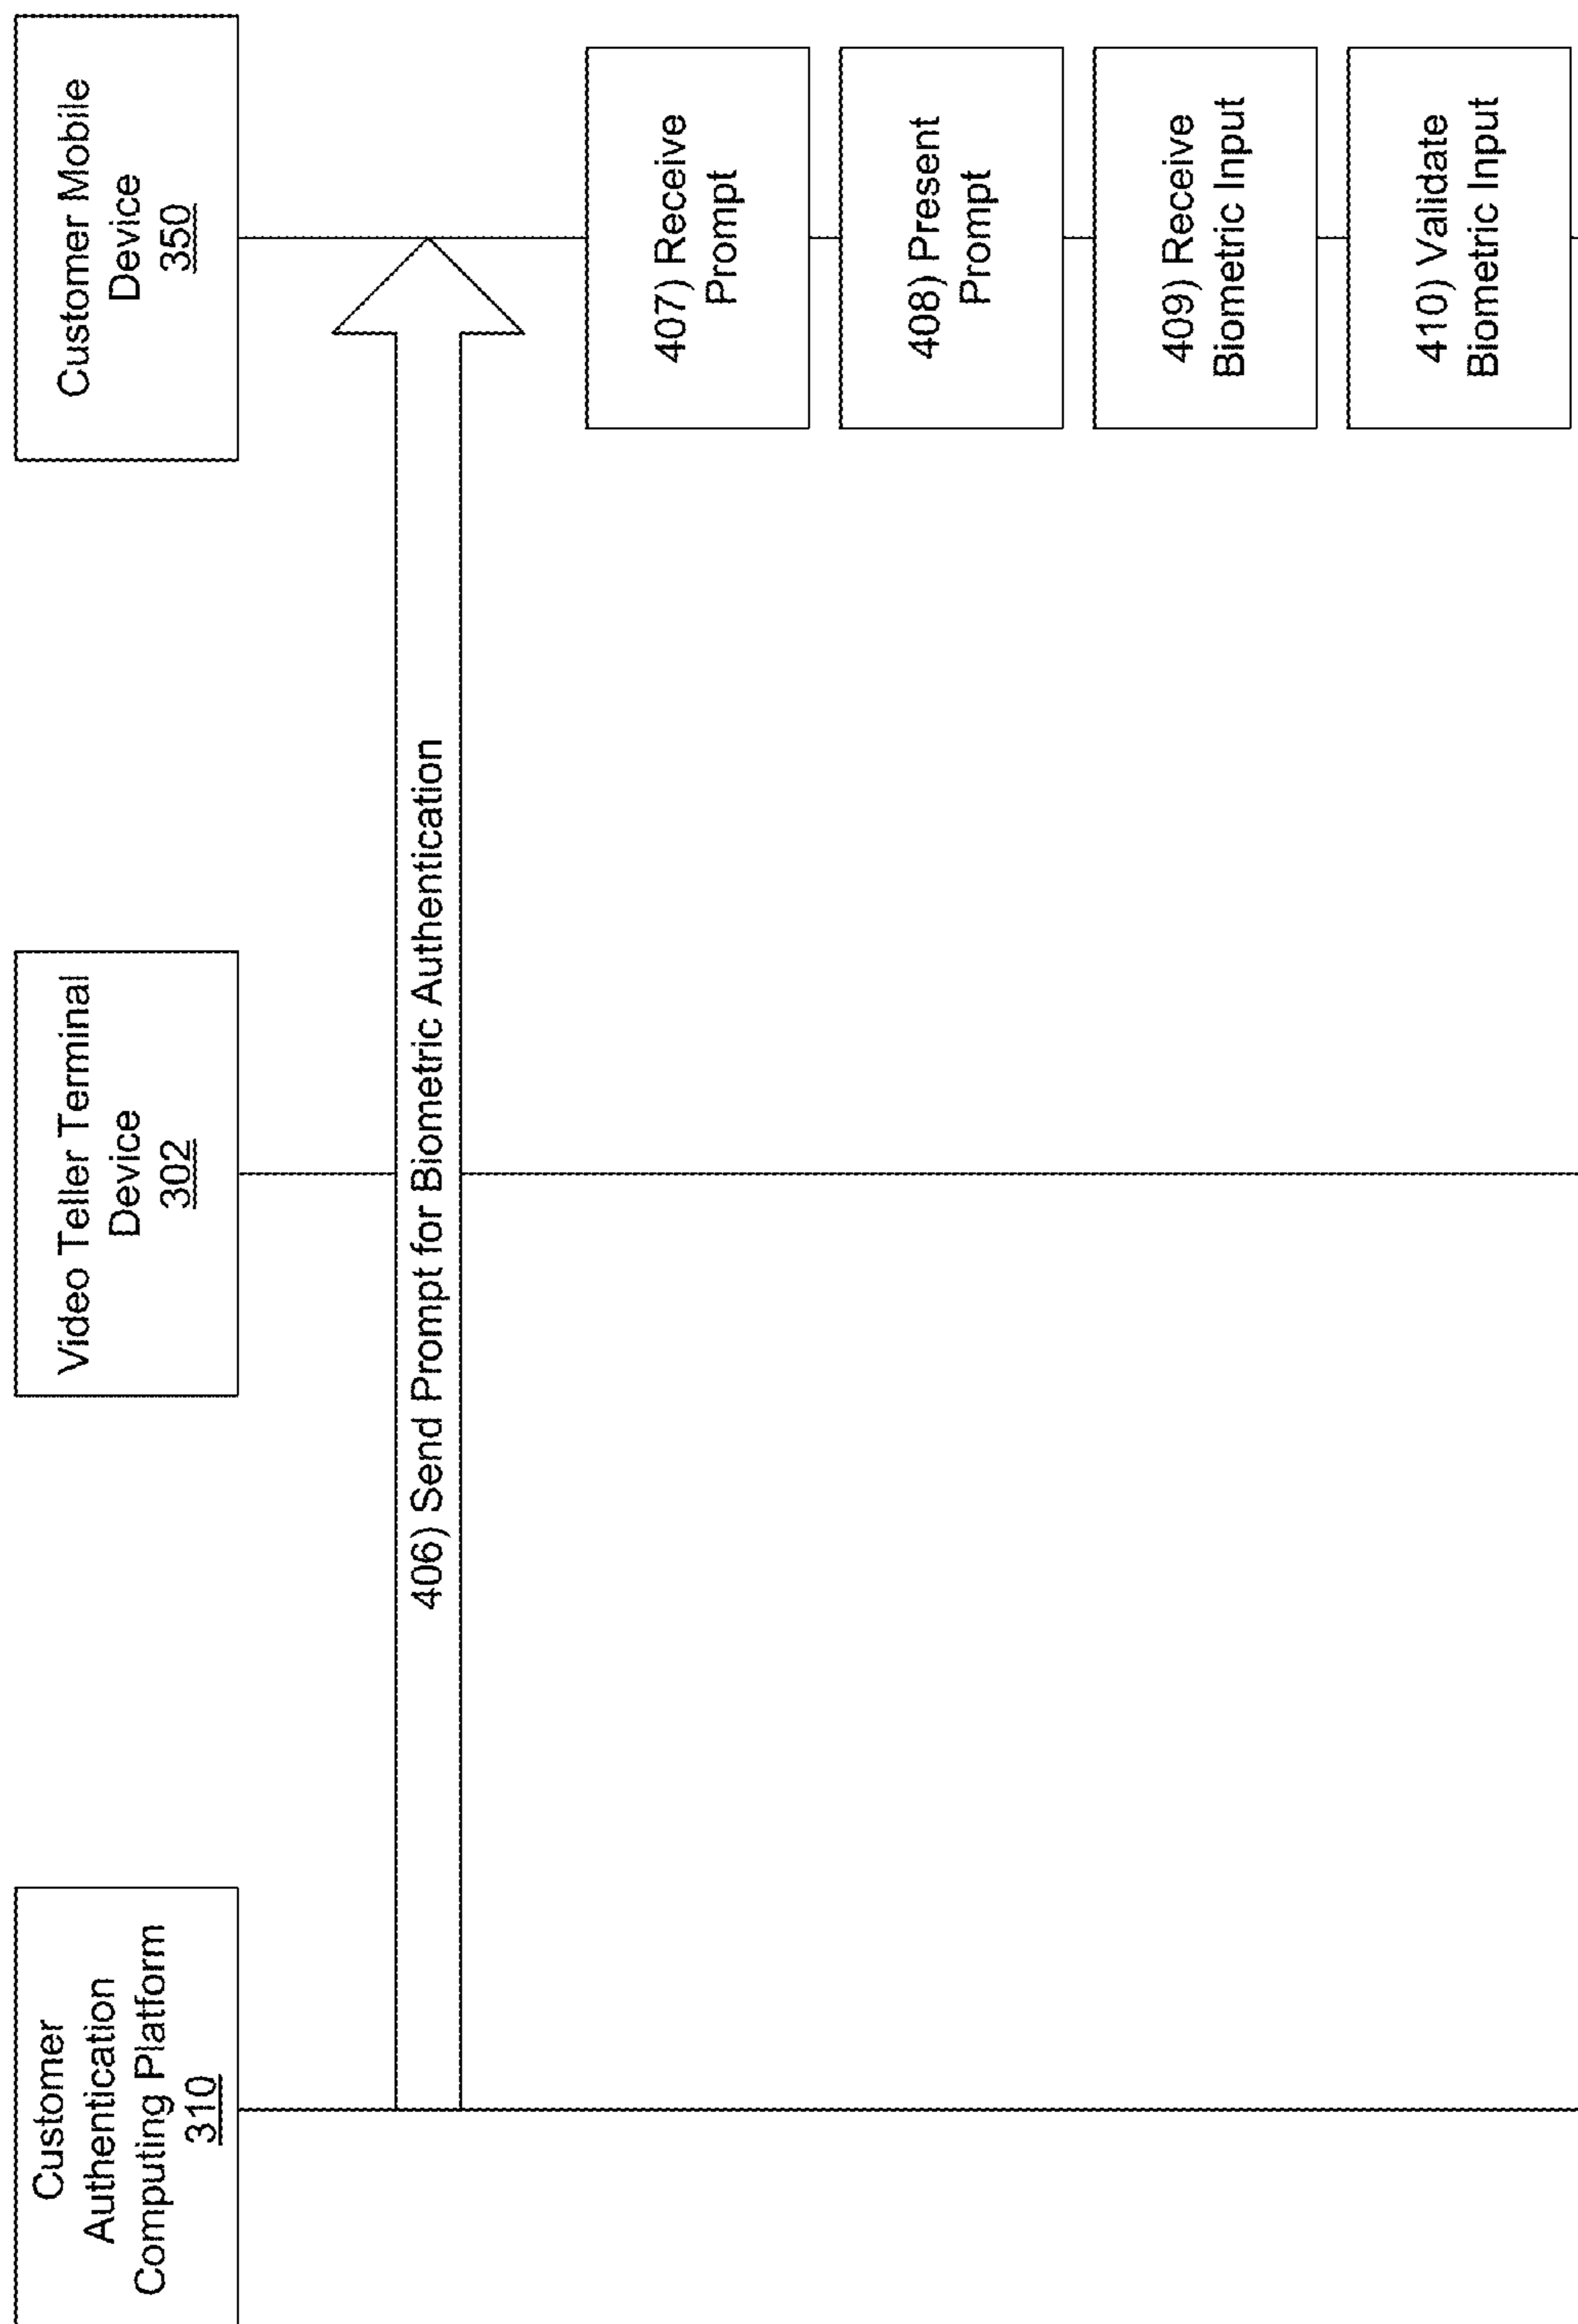 Customer
Authentication
Computing Platform
310
Video Teller Terminal
Device
302
Customer Mobile
Device
350
406) Send Prompt for Biometric Authentication
407) Receive
Prompt
408) Present
Prompt
409) Receive
Biometric Input
410) Validate
Biometric Input